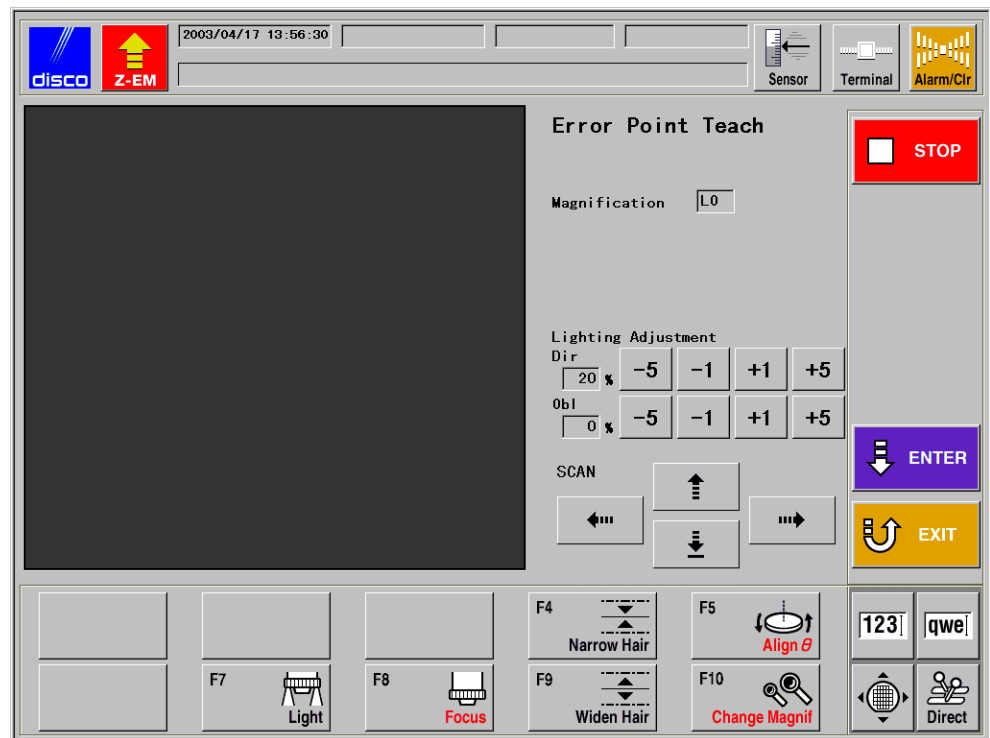 disco
Z-EM
2003/04/17 13:56:30
Sensor
Terminal
Alarm/Clr
Error Point Teach
STOP
Magnification L0
Lighting Adjustment
Dir
20 % -5 -1 +1 +5
Obl
0 % -5 -1 +1 +5
ENTER
SCAN
EXIT
F4 Narrow Hair
F5 Align θ
123
qwe
F7 Light
F8 Focus
F9 Widen Hair
F10 Change Magnif
Direct